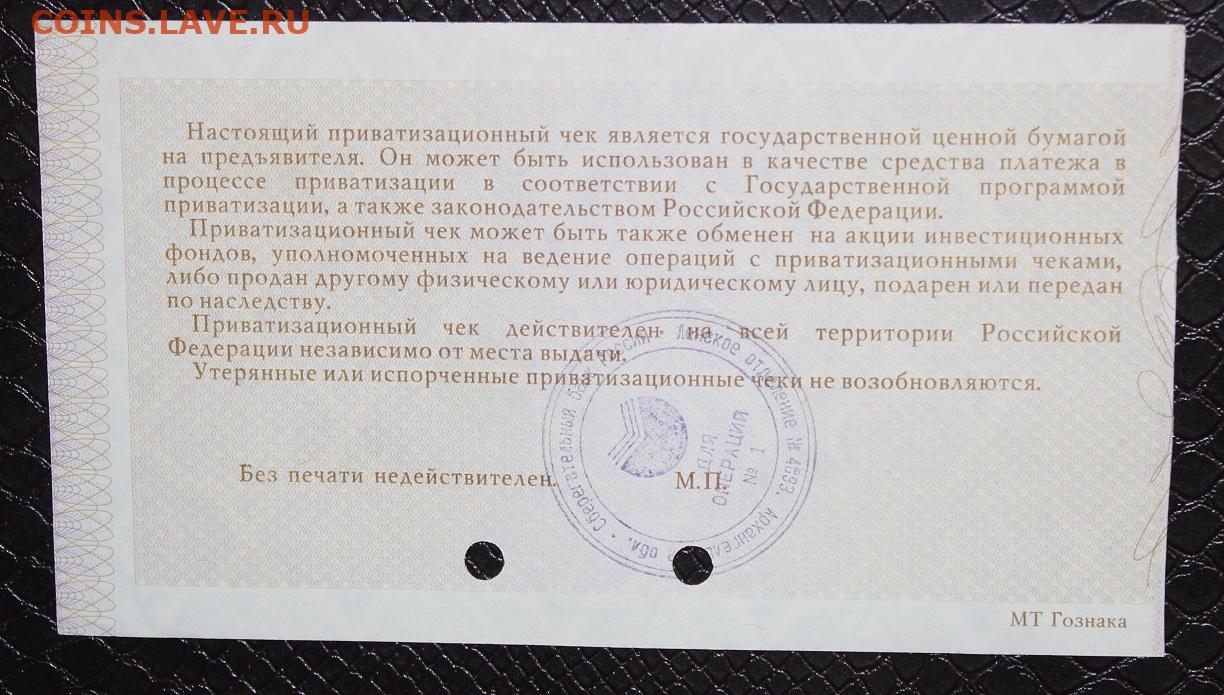 COINS.LAVE.RU
Настоящий приватизационный чек является государственной ценной бумагой
на предъявителя. Он может быть использован в качестве средства платежа в
процессе приватизации в соответствии с Государственной программой
приватизации, а также законодательством Российской Федерации.
Приватизационный чек может быть также обменен на акции инвестиционных
фондов, уполномоченных на ведение операций с приватизационными чеками,
либо продан другому физическому или юридическому лицу, подарен или передан
по наследству.
Приватизационный чек действителен на всей территории Российской
Федерации независимо от места выдачи.
Утерянные или испорченные приватизационные чеки не возобновляются.
Без печати недействителен.
М.П.
Сберегательный банк России • Ленское отделение № 4693. обл. •
ДЛЯ
ОПЕРАЦИЙ
№ 1
МТ Гознака